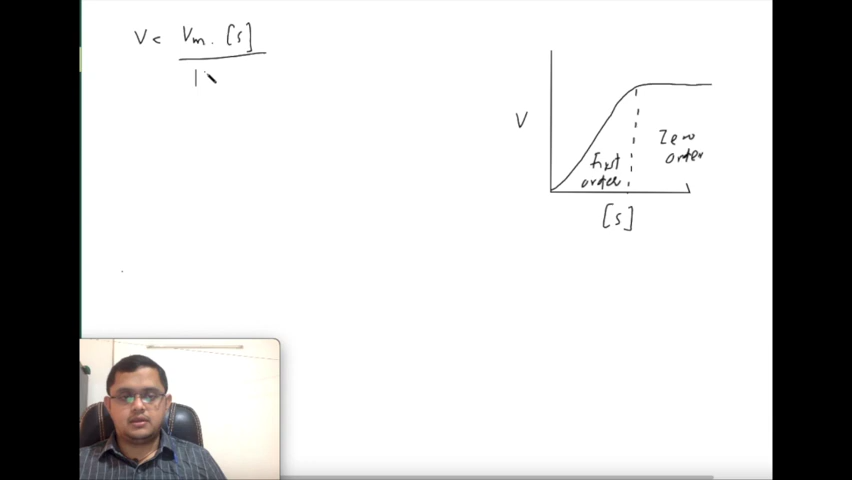 V = Vm . [s]
V
First
order
Zero
order
[s]